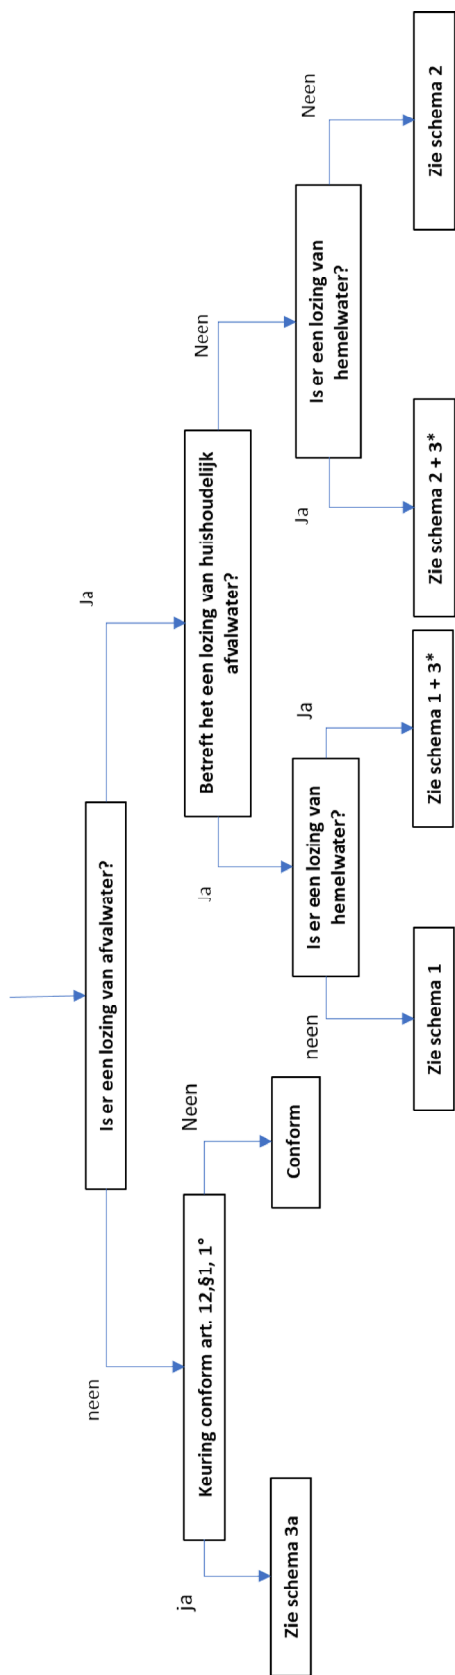 Is er een lozing van afvalwater?
neen
Ja
Keuring conform art. 12,§1, 1°
Betreft het een lozing van huishoudelijk
afvalwater?
ja
Neen
Ja
Neen
Zie schema 3a
Conform
Is er een lozing van
hemelwater?
Is er een lozing van
hemelwater?
neen
Ja
Ja
Neen
Zie schema 1
Zie schema 1 + 3*
Zie schema 2 + 3*
Zie schema 2